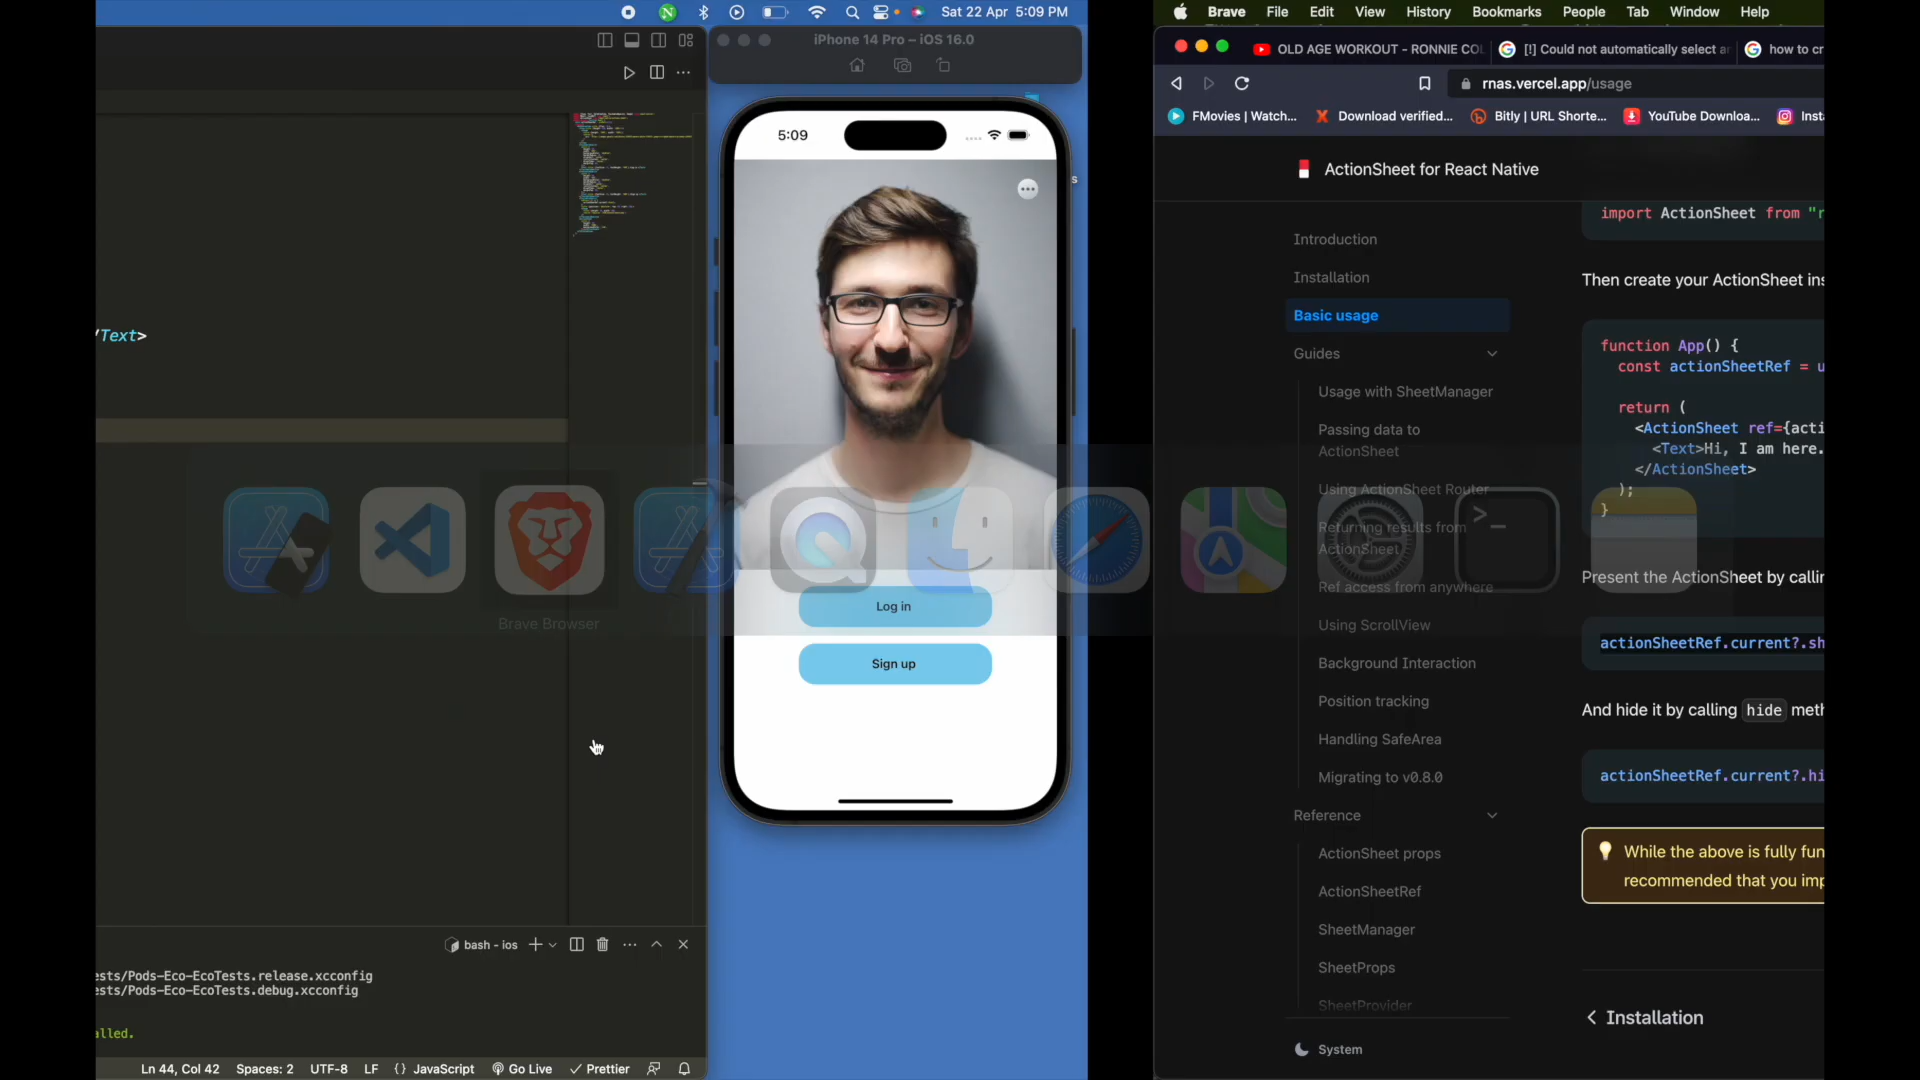 Sat 22 Apr 5:09 PM
iPhone 14 Pro – iOS 16.0
/Text>
5:09
Log in
Sign up
Brave Browser
bash - ios
ests/Pods-Eco-EcoTests.release.xcconfig
ests/Pods-Eco-EcoTests.debug.xcconfig
alled.
Ln 44, Col 42 Spaces: 2 UTF-8 LF {} JavaScript Go Live Prettier
Brave File Edit View History Bookmarks People Tab Window Help
OLD AGE WORKOUT - RONNIE COL [!] Could not automatically select an how to cr
rnas.vercel.app/usage
FMovies | Watch... Download verified... Bitly | URL Shorte... YouTube Downloa... Insta
ActionSheet for React Native
Introduction
Installation
Basic usage
Guides
Usage with SheetManager
Passing data to
ActionSheet
Using ActionSheet Router
Returning results from
ActionSheet
Ref access from anywhere
Using ScrollView
Background Interaction
Position tracking
Handling SafeArea
Migrating to v0.8.0
Reference
ActionSheet props
ActionSheetRef
SheetManager
SheetProps
SheetProvider
System
import ActionSheet from "r
Then create your ActionSheet ins
function App() {
const actionSheetRef = u
return (
<ActionSheet ref={acti
<Text>Hi, I am here.
</ActionSheet>
);
}
Present the ActionSheet by callin
actionSheetRef.current?.sh
And hide it by calling hide meth
actionSheetRef.current?.hi
While the above is fully fun
recommended that you imp
Installation